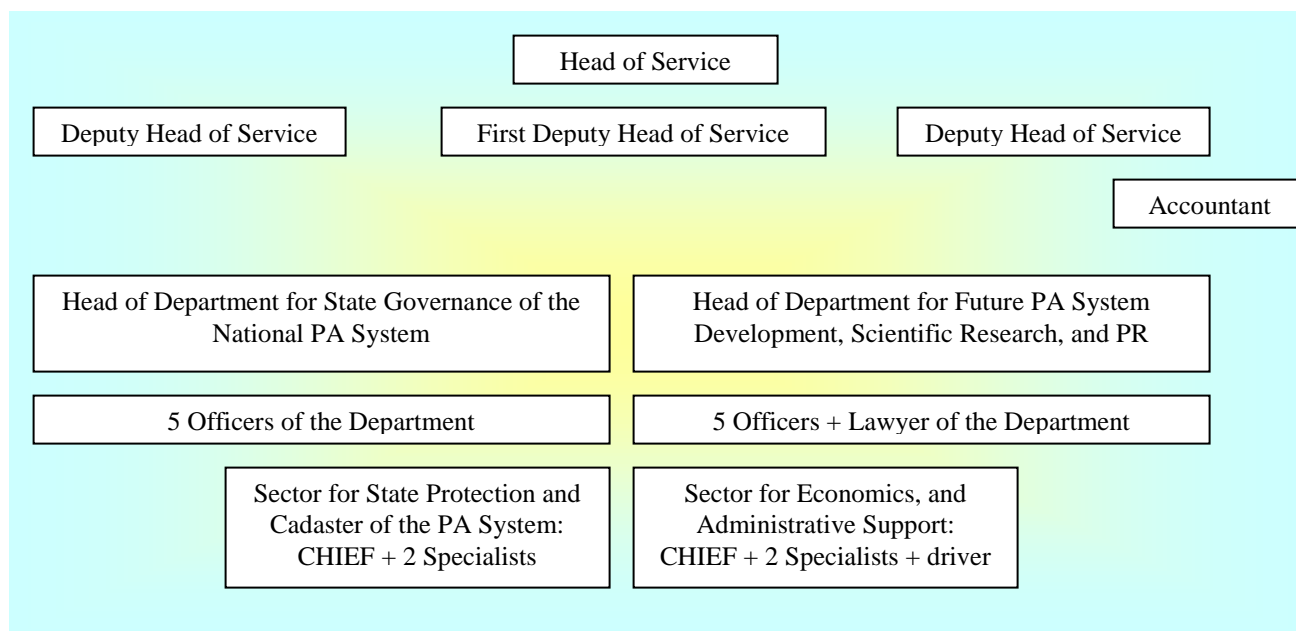 Head of Service
Deputy Head of Service
First Deputy Head of Service
Deputy Head of Service
Accountant
Head of Department for State Governance of the
National PA System
Head of Department for Future PA System
Development, Scientific Research, and PR
5 Officers of the Department
5 Officers + Lawyer of the Department
Sector for State Protection and
Cadaster of the PA System:
CHIEF + 2 Specialists
Sector for Economics, and
Administrative Support:
CHIEF + 2 Specialists + driver